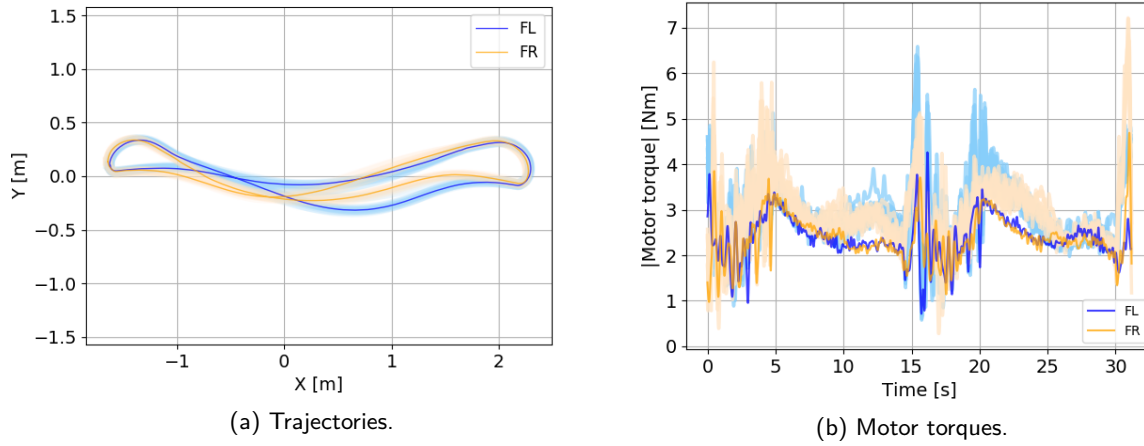 1.5
1.0
0.5
0.0
−0.5
−1.0
−1.5
Y [m]
−1
0
1
2
X [m]
FL
FR
(a) Trajectories.
7
6
5
4
3
2
1
0
|Motor torque| [Nm]
0
5
10
15
20
25
30
Time [s]
FL
FR
(b) Motor torques.